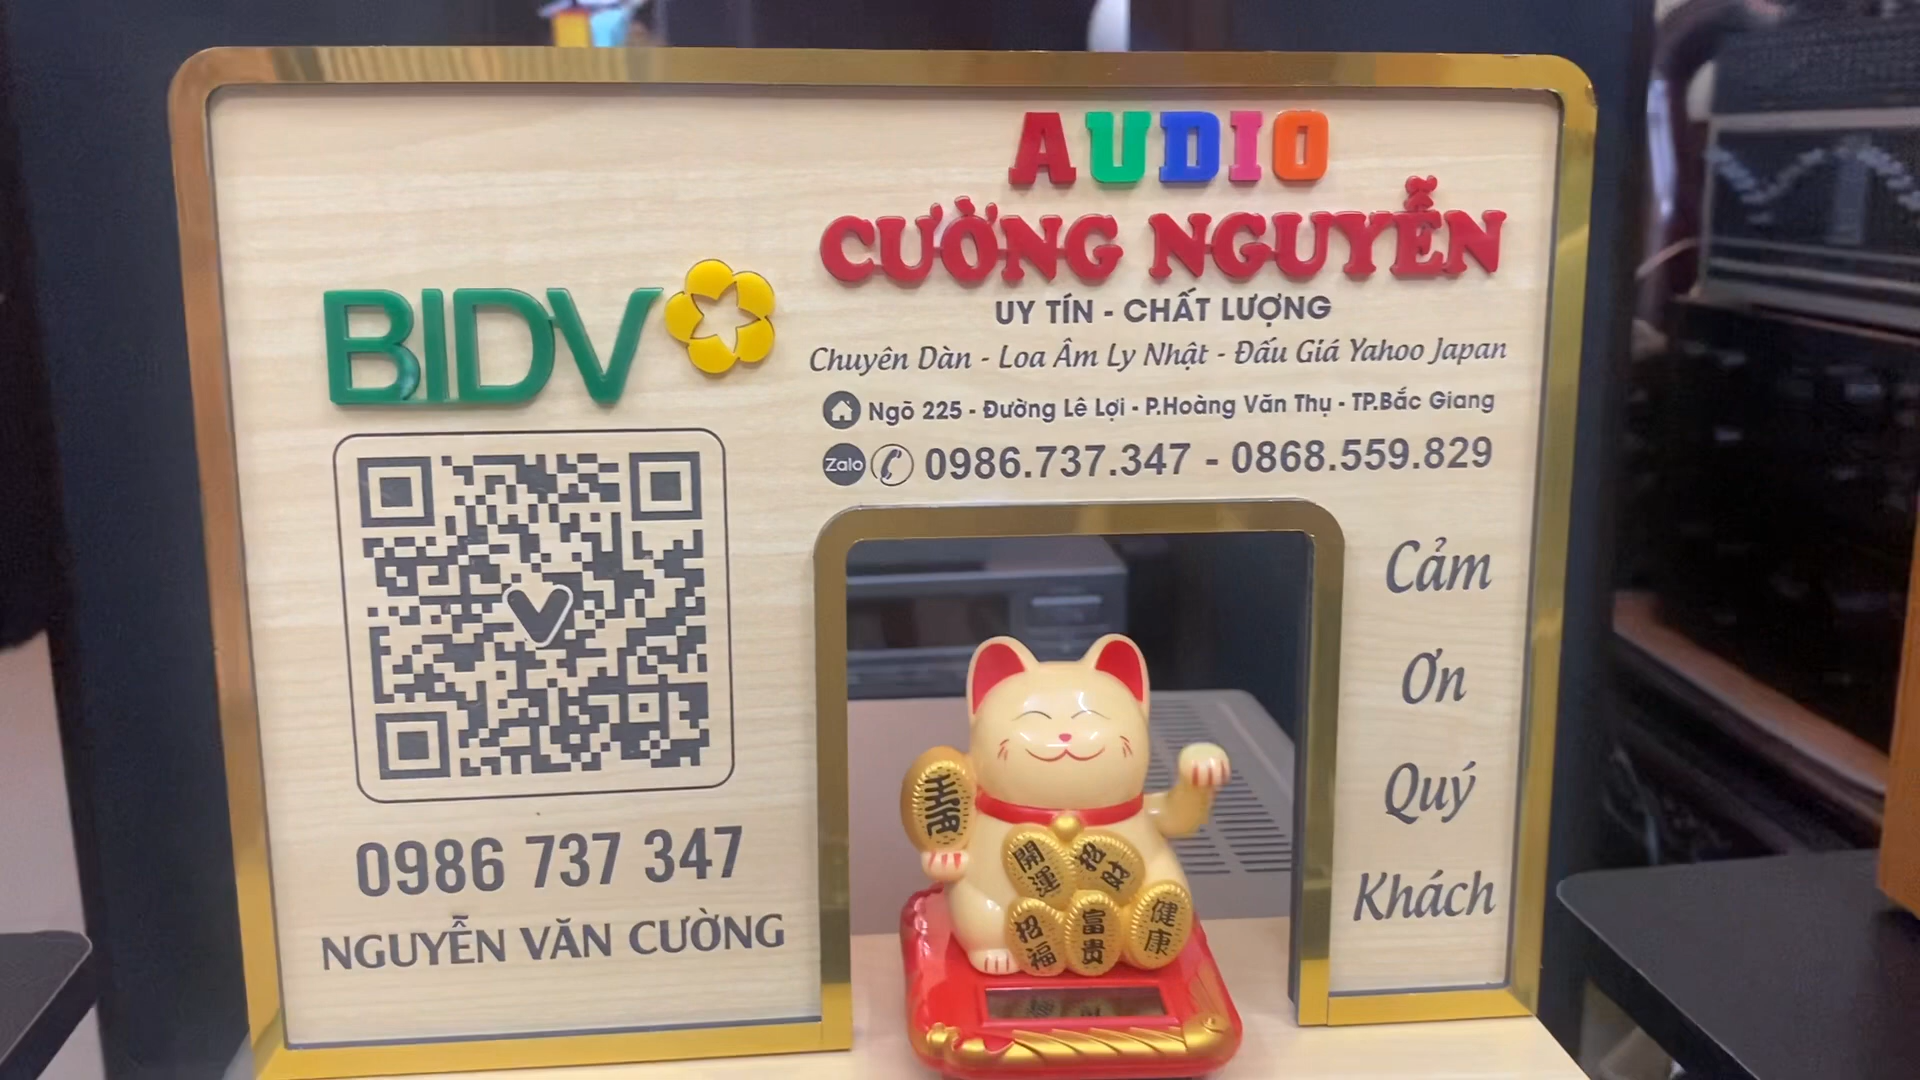 AUDIO
CƯỜNG NGUYỄN
UY TÍN - CHẤT LƯỢNG
Chuyên Dàn - Loa Âm Ly Nhật - Đấu Giá Yahoo Japan
Ngõ 225 - Đường Lê Lợi - P.Hoàng Văn Thụ - TP.Bắc Giang
Zalo 0986.737.347 - 0868.559.829
BIDV
0986 737 347
NGUYỄN VĂN CƯỜNG
Cảm
Ơn
Quý
Khách
開運
招財
招福
富貴
健康